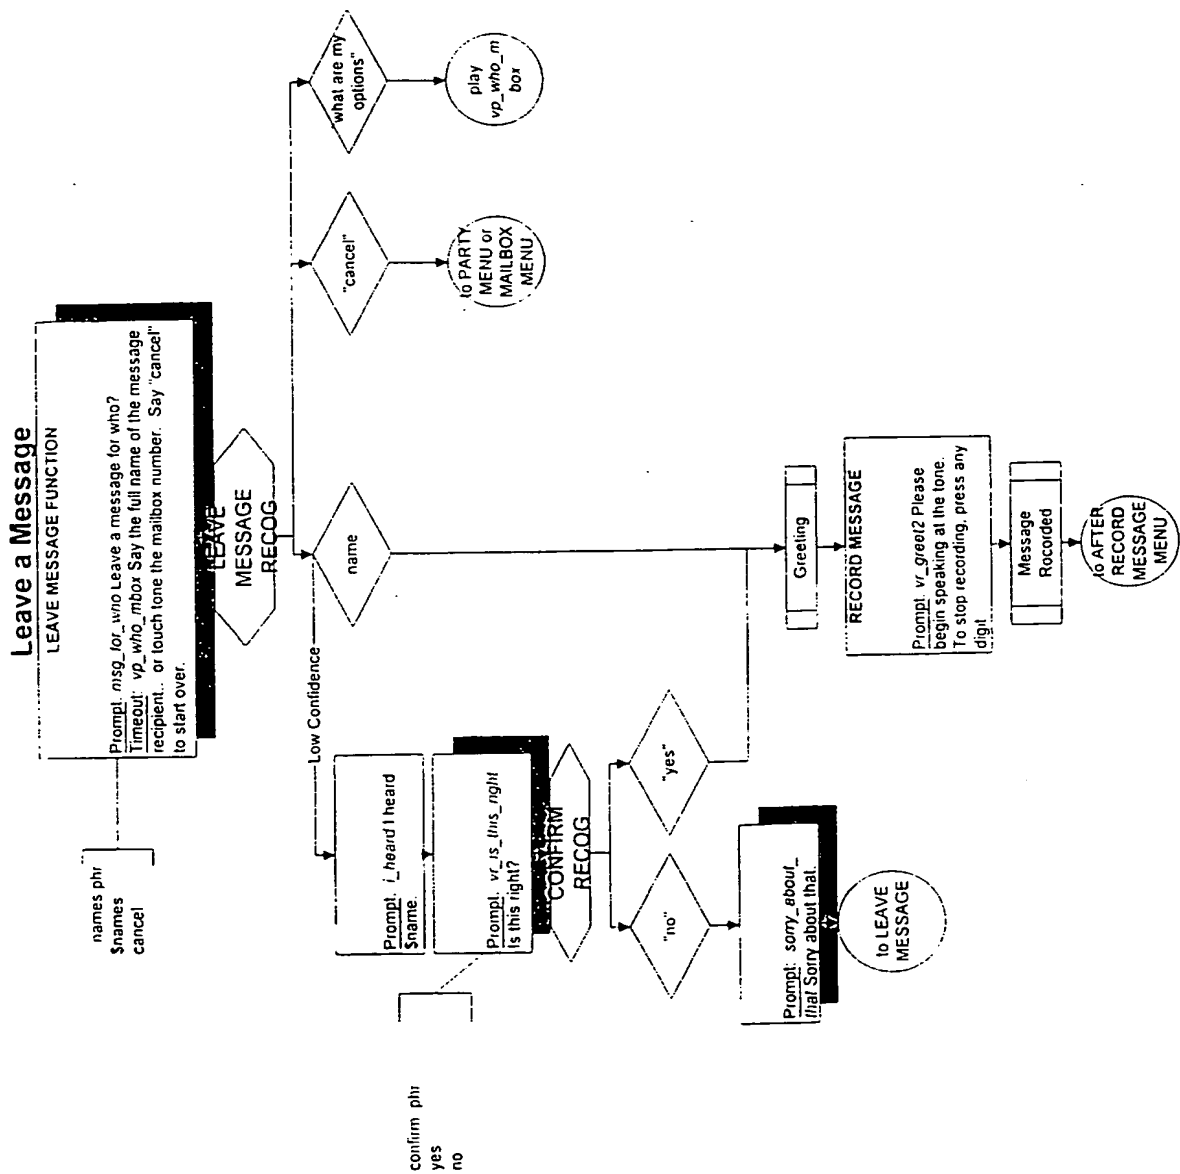 Leave a Message
LEAVE MESSAGE FUNCTION
Prompt. msg_for_who Leave a message for who?
Timeout: vp_who_mbox Say the full name of the message
recipient.. or touch tone the mailbox number. Say "cancel"
to start over.
names phr
$names
cancel
LEAVE
MESSAGE
RECOG
name
"cancel"
what are my
options"
to PARTY
MENU or
MAILBOX
MENU
play
vp_who_m
box
Low Confidence
Prompt. i_heard I heard
$name.
Prompt. vr_is_this_right
Is this right?
confirm phr
yes
no
CONFIRM
RECOG
"no"
"yes"
Prompt: sorry_about_
that Sorry about that.
to LEAVE
MESSAGE
Greeting
RECORD MESSAGE
Prompt. vr_greet2 Please
begin speaking at the tone.
To stop recording, press any
digit
Message
Rocorded
to AFTER
RECORD
MESSAGE
MENU